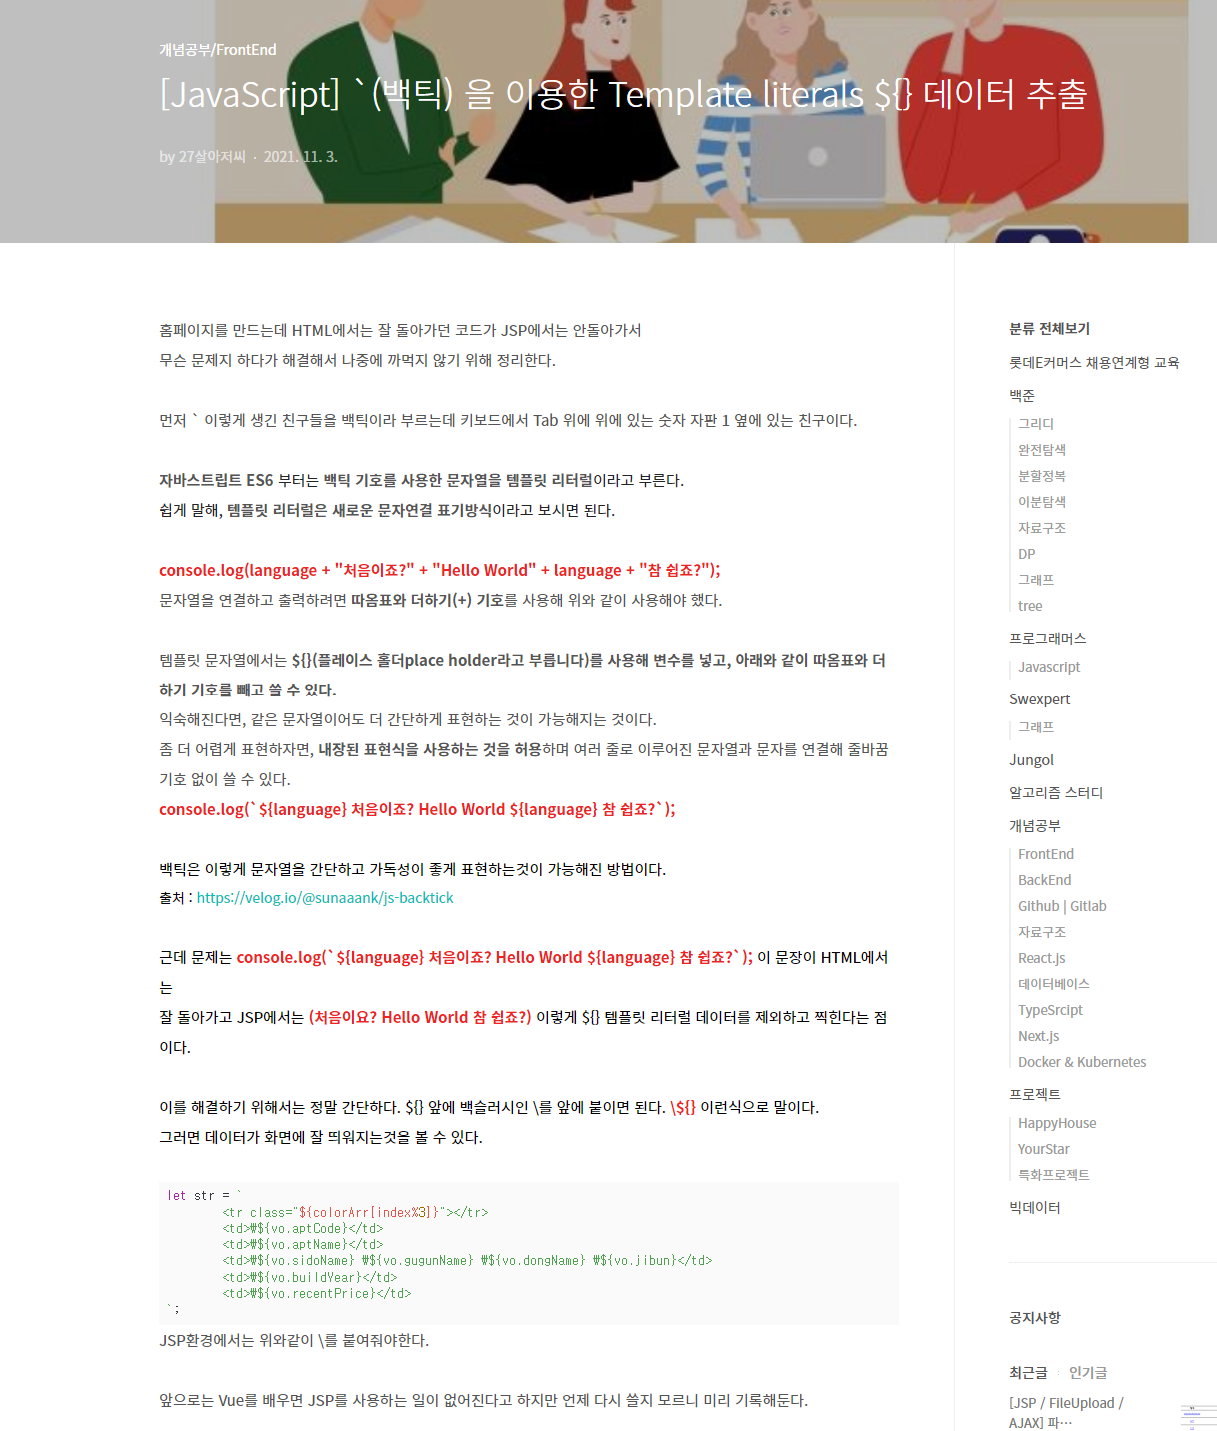 개념공부/FrontEnd
[JavaScript] `(백틱) 을 이용한 Template literals ${} 데이터 추출
by 27살아저씨 · 2021. 11. 3.
홈페이지를 만드는데 HTML에서는 잘 돌아가던 코드가 JSP에서는 안돌아가서
무슨 문제지 하다가 해결해서 나중에 까먹지 않기 위해 정리한다.
먼저 ` 이렇게 생긴 친구들을 백틱이라 부르는데 키보드에서 Tab 위에 위에 있는 숫자 자판 1 옆에 있는 친구이다.
자바스트립트 ES6 부터는 백틱 기호를 사용한 문자열을 템플릿 리터럴이라고 부른다.
쉽게 말해, 템플릿 리터럴은 새로운 문자연결 표기방식이라고 보시면 된다.
console.log(language + "처음이죠?" + "Hello World" + language + "참 쉽죠?");
문자열을 연결하고 출력하려면 따옴표와 더하기(+) 기호를 사용해 위와 같이 사용해야 했다.
템플릿 문자열에서는 ${}(플레이스 홀더place holder라고 부릅니다)를 사용해 변수를 넣고, 아래와 같이 따옴표와 더
하기 기호를 빼고 쓸 수 있다.
익숙해진다면, 같은 문자열이어도 더 간단하게 표현하는 것이 가능해지는 것이다.
좀 더 어렵게 표현하자면, 내장된 표현식을 사용하는 것을 허용하며 여러 줄로 이루어진 문자열과 문자를 연결해 줄바꿈
기호 없이 쓸 수 있다.
console.log(`${language} 처음이죠? Hello World ${language} 참 쉽죠?`);
백틱은 이렇게 문자열을 간단하고 가독성이 좋게 표현하는것이 가능해진 방법이다.
출처 : https://velog.io/@sunaaank/js-backtick
근데 문제는 console.log(`${language} 처음이죠? Hello World ${language} 참 쉽죠?`); 이 문장이 HTML에서
는
잘 돌아가고 JSP에서는 (처음이요? Hello World 참 쉽죠?) 이렇게 ${} 템플릿 리터럴 데이터를 제외하고 찍힌다는 점
이다.
이를 해결하기 위해서는 정말 간단하다. ${} 앞에 백슬러시인 \를 앞에 붙이면 된다. \${} 이런식으로 말이다.
그러면 데이터가 화면에 잘 띄워지는것을 볼 수 있다.
let str = `
<tr class="${colorArr[index%3]}"></tr>
<td>₩${vo.aptCode}</td>
<td>₩${vo.aptName}</td>
<td>₩${vo.sidoName} ₩${vo.gugunName} ₩${vo.dongName} ₩${vo.jibun}</td>
<td>₩${vo.buildYear}</td>
<td>₩${vo.recentPrice}</td>
`;
JSP환경에서는 위와같이 \를 붙여줘야한다.
앞으로는 Vue를 배우면 JSP를 사용하는 일이 없어진다고 하지만 언제 다시 쓸지 모르니 미리 기록해둔다.
분류 전체보기
롯데E커머스 채용연계형 교육
백준
그리디
완전탐색
분할정복
이분탐색
자료구조
DP
그래프
tree
프로그래머스
Javascript
Swexpert
그래프
Jungol
알고리즘 스터디
개념공부
FrontEnd
BackEnd
Github | Gitlab
자료구조
React.js
데이터베이스
TypeSrcipt
Next.js
Docker & Kubernetes
프로젝트
HappyHouse
YourStar
특화프로젝트
빅데이터
공지사항
최근글 인기글
[JSP / FileUpload /
AJAX] 파…